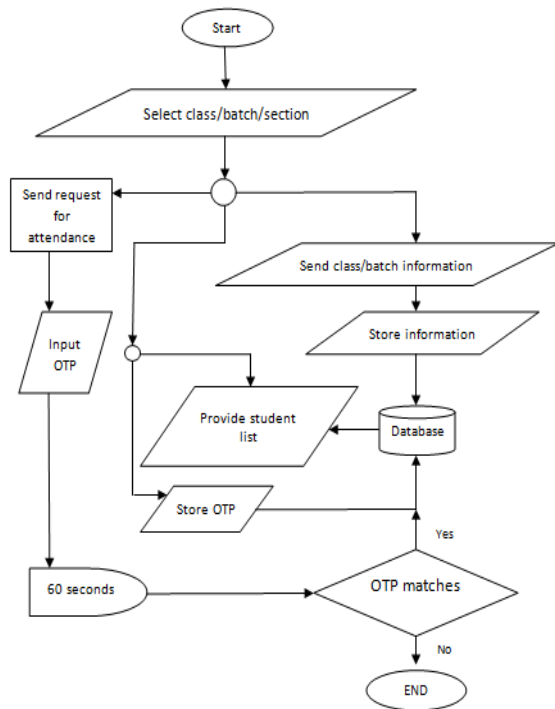 Start
Select class/batch/section
Send request
for
attendance
Send class/batch information
Input
OTP
Store information
Provide student
list
Database
Store OTP
Yes
60 seconds
OTP matches
No
END